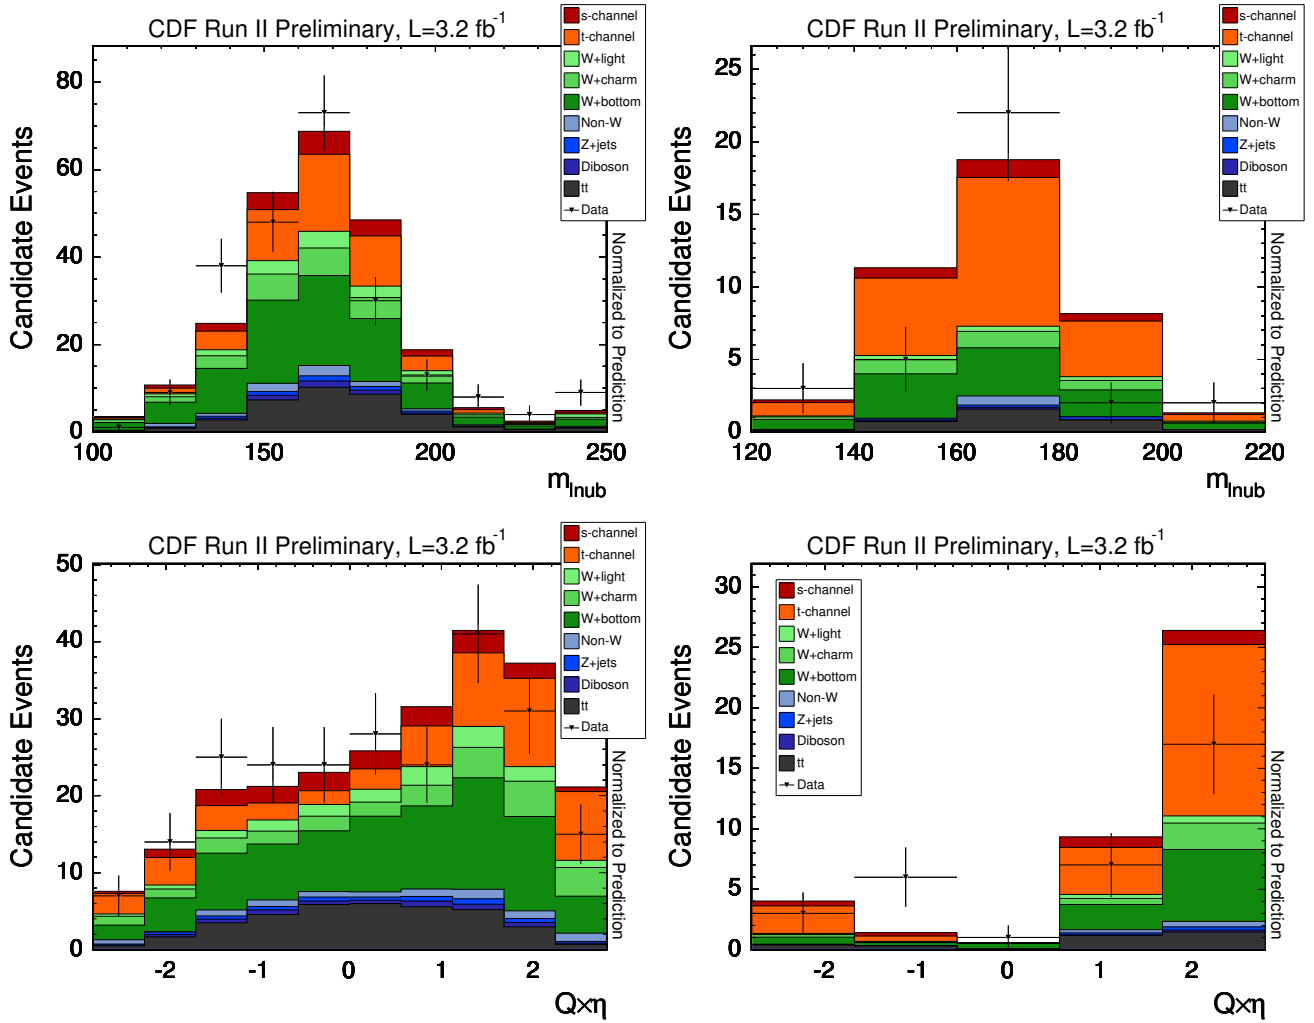 CDF Run II Preliminary, L=3.2 fb⁻¹
Candidate Events
80
60
40
20
0
100
150
200
250
m_lnub
Normalized to Prediction
s-channel
t-channel
W+light
W+charm
W+bottom
Non-W
Z+jets
Diboson
tt
Data
CDF Run II Preliminary, L=3.2 fb⁻¹
Candidate Events
25
20
15
10
5
0
120
140
160
180
200
220
m_lnub
Normalized to Prediction
s-channel
t-channel
W+light
W+charm
W+bottom
Non-W
Z+jets
Diboson
tt
Data
CDF Run II Preliminary, L=3.2 fb⁻¹
Candidate Events
50
40
30
20
10
0
-2
-1
0
1
2
Q×η
Normalized to Prediction
s-channel
t-channel
W+light
W+charm
W+bottom
Non-W
Z+jets
Diboson
tt
Data
CDF Run II Preliminary, L=3.2 fb⁻¹
Candidate Events
30
25
20
15
10
5
0
-2
-1
0
1
2
Q×η
Normalized to Prediction
s-channel
t-channel
W+light
W+charm
W+bottom
Non-W
Z+jets
Diboson
tt
Data